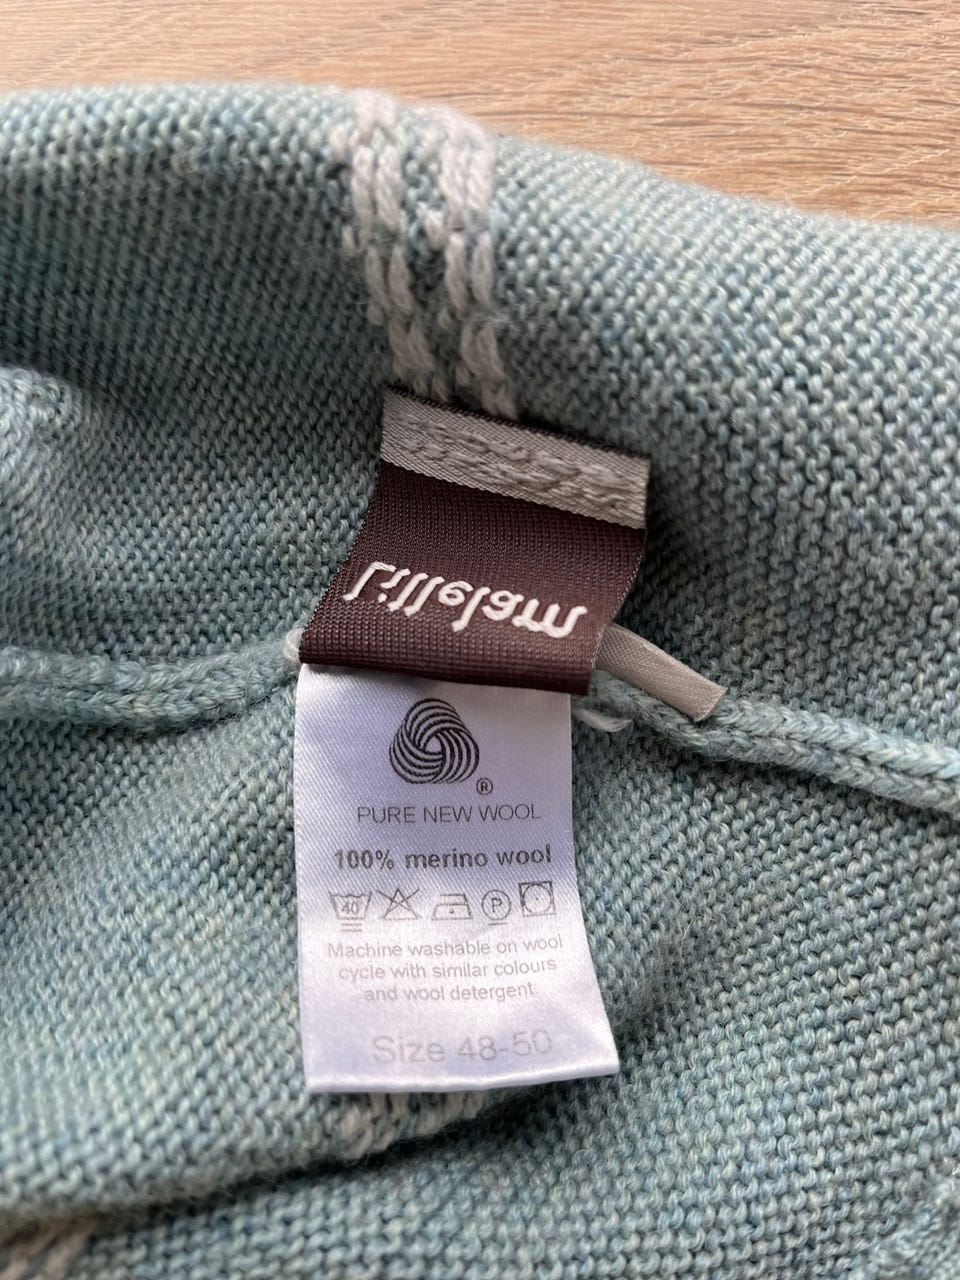 Lillelam
®
PURE NEW WOOL
100% merino wool
40 P
Machine washable on wool
cycle with similar colours
and wool detergent
Size 48-50